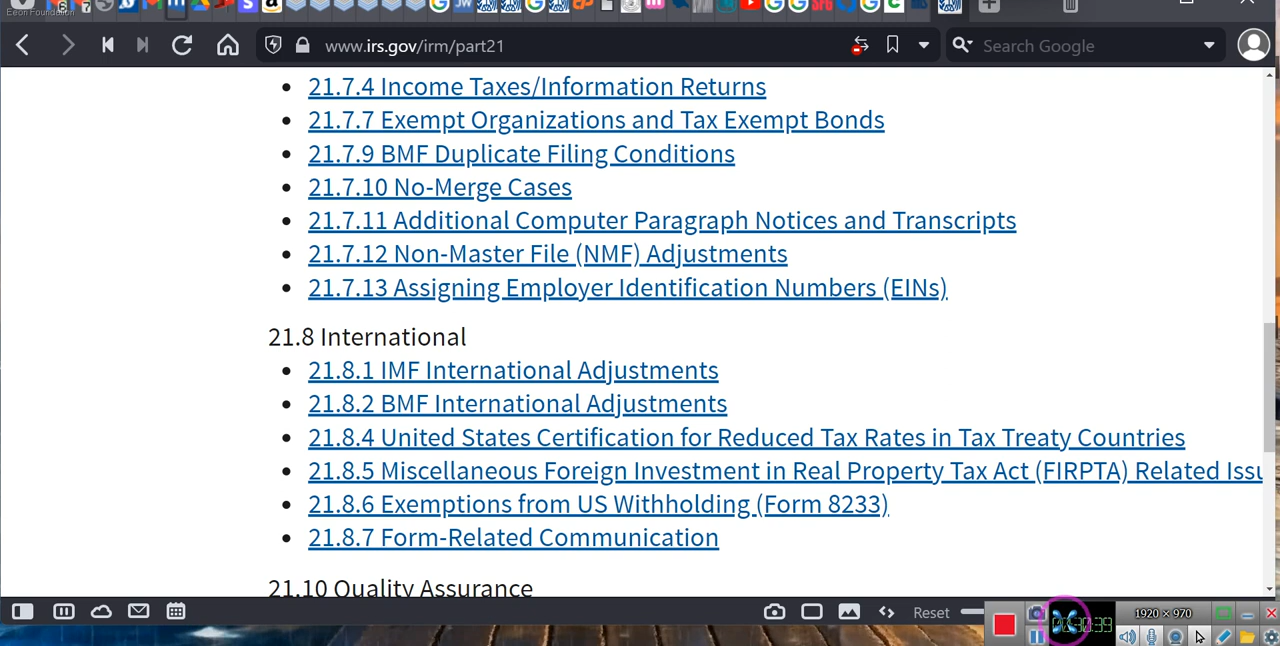 Eeon Foundation
www.irs.gov/irm/part21
Search Google
21.7.4 Income Taxes/Information Returns
21.7.7 Exempt Organizations and Tax Exempt Bonds
21.7.9 BMF Duplicate Filing Conditions
21.7.10 No-Merge Cases
21.7.11 Additional Computer Paragraph Notices and Transcripts
21.7.12 Non-Master File (NMF) Adjustments
21.7.13 Assigning Employer Identification Numbers (EINs)
21.8 International
21.8.1 IMF International Adjustments
21.8.2 BMF International Adjustments
21.8.4 United States Certification for Reduced Tax Rates in Tax Treaty Countries
21.8.5 Miscellaneous Foreign Investment in Real Property Tax Act (FIRPTA) Related Issu
21.8.6 Exemptions from US Withholding (Form 8233)
21.8.7 Form-Related Communication
21.10 Quality Assurance
Reset
1920 × 970